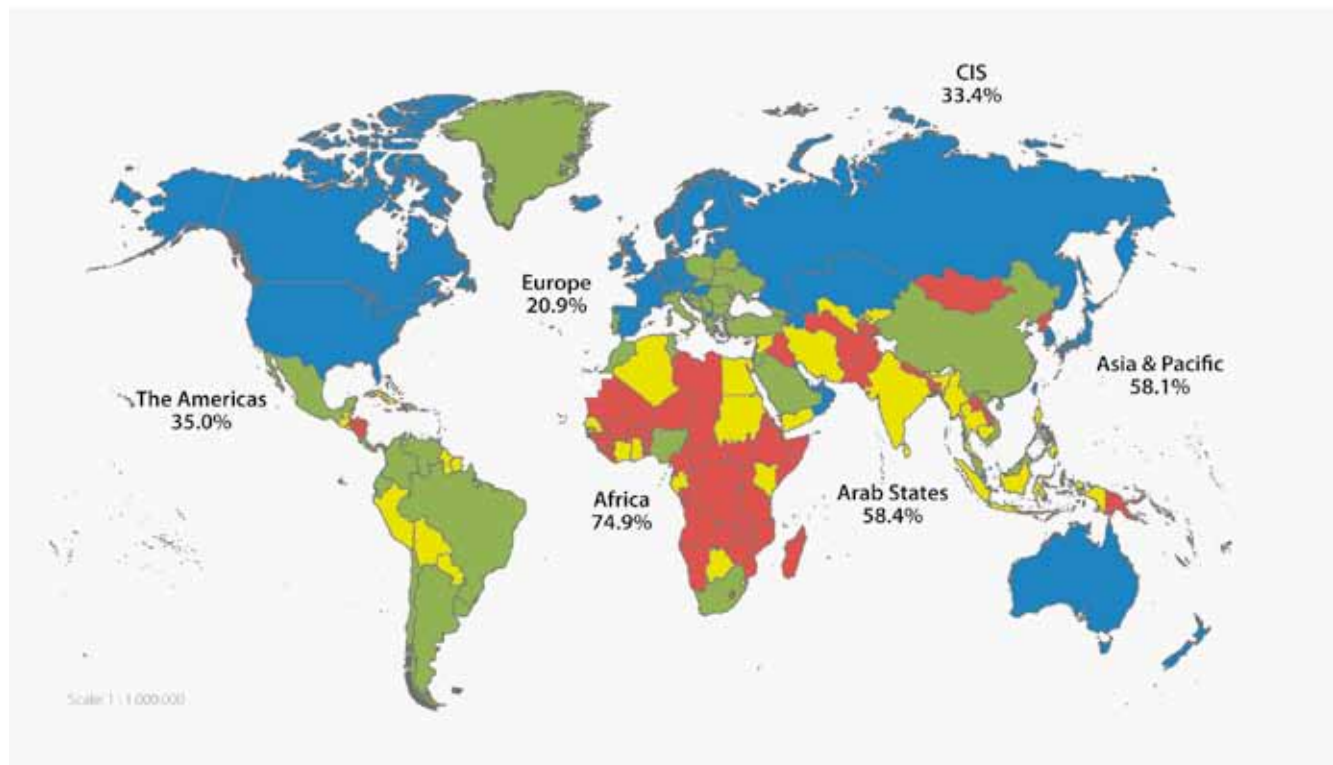 CIS
33.4%
Europe
20.9%
The Americas
35.0%
Asia & Pacific
58.1%
Africa
74.9%
Arab States
58.4%
Scale: 1 : 1 000 000